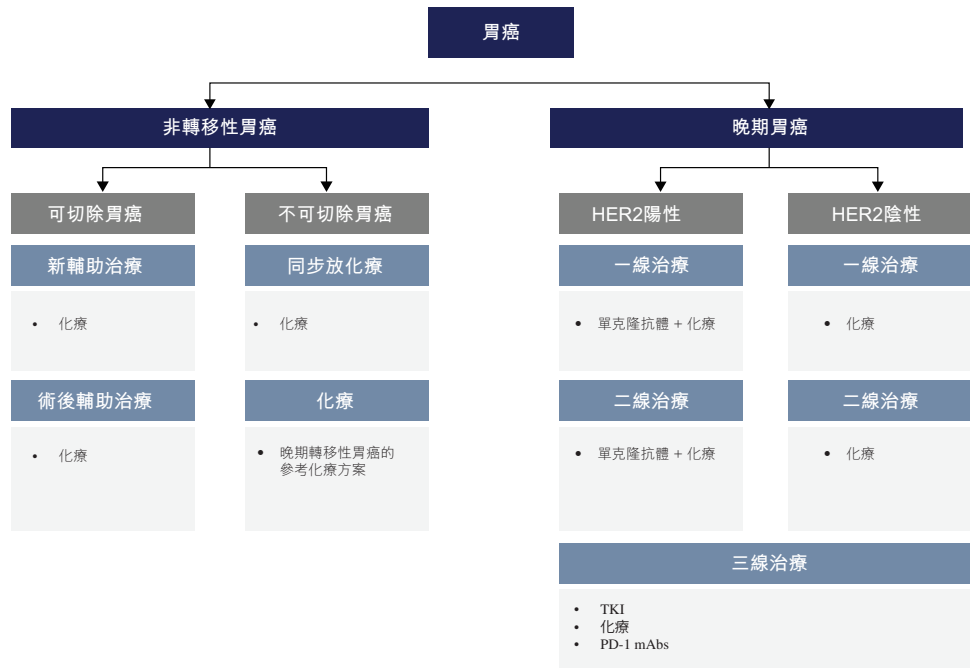 胃癌
非轉移性胃癌
晚期胃癌
可切除胃癌
不可切除胃癌
HER2陽性
HER2陰性
新輔助治療
同步放化療
一線治療
一線治療
• 化療
• 化療
• 單克隆抗體 + 化療
• 化療
術後輔助治療
化療
二線治療
二線治療
• 化療
• 晚期轉移性胃癌的
參考化療方案
• 單克隆抗體 + 化療
• 化療
三線治療
• TKI
• 化療
• PD-1 mAbs